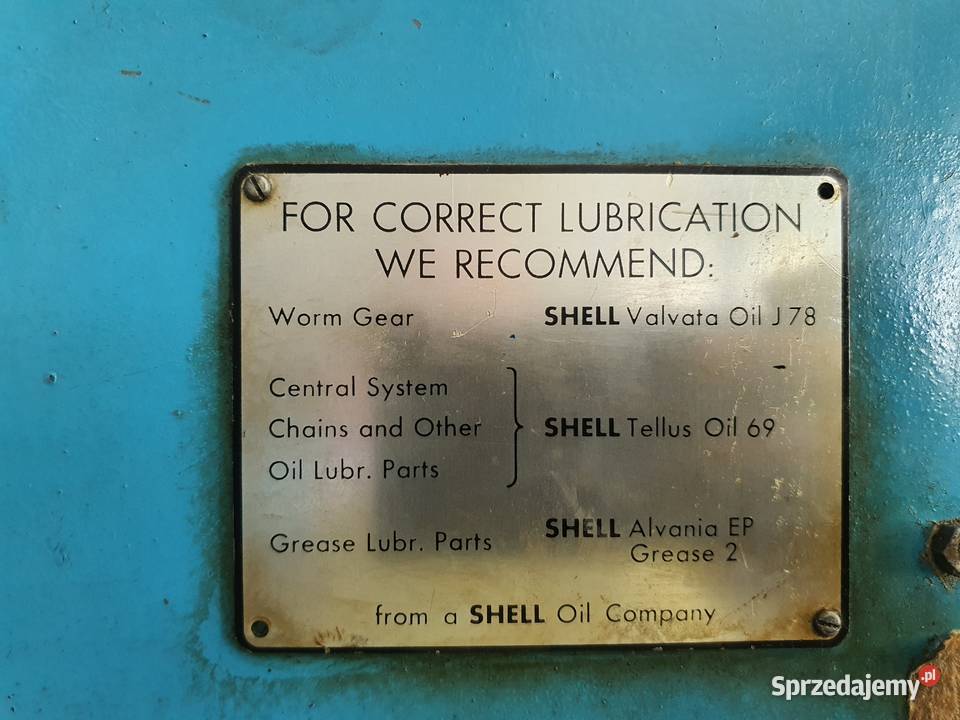 FOR CORRECT LUBRICATION
WE RECOMMEND:
Worm Gear SHELL Valvata Oil J 78
Central System
Chains and Other SHELL Tellus Oil 69
Oil Lubr. Parts
Grease Lubr. Parts SHELL Alvania EP
Grease 2
from a SHELL Oil Company
Sprzedajemy.pl